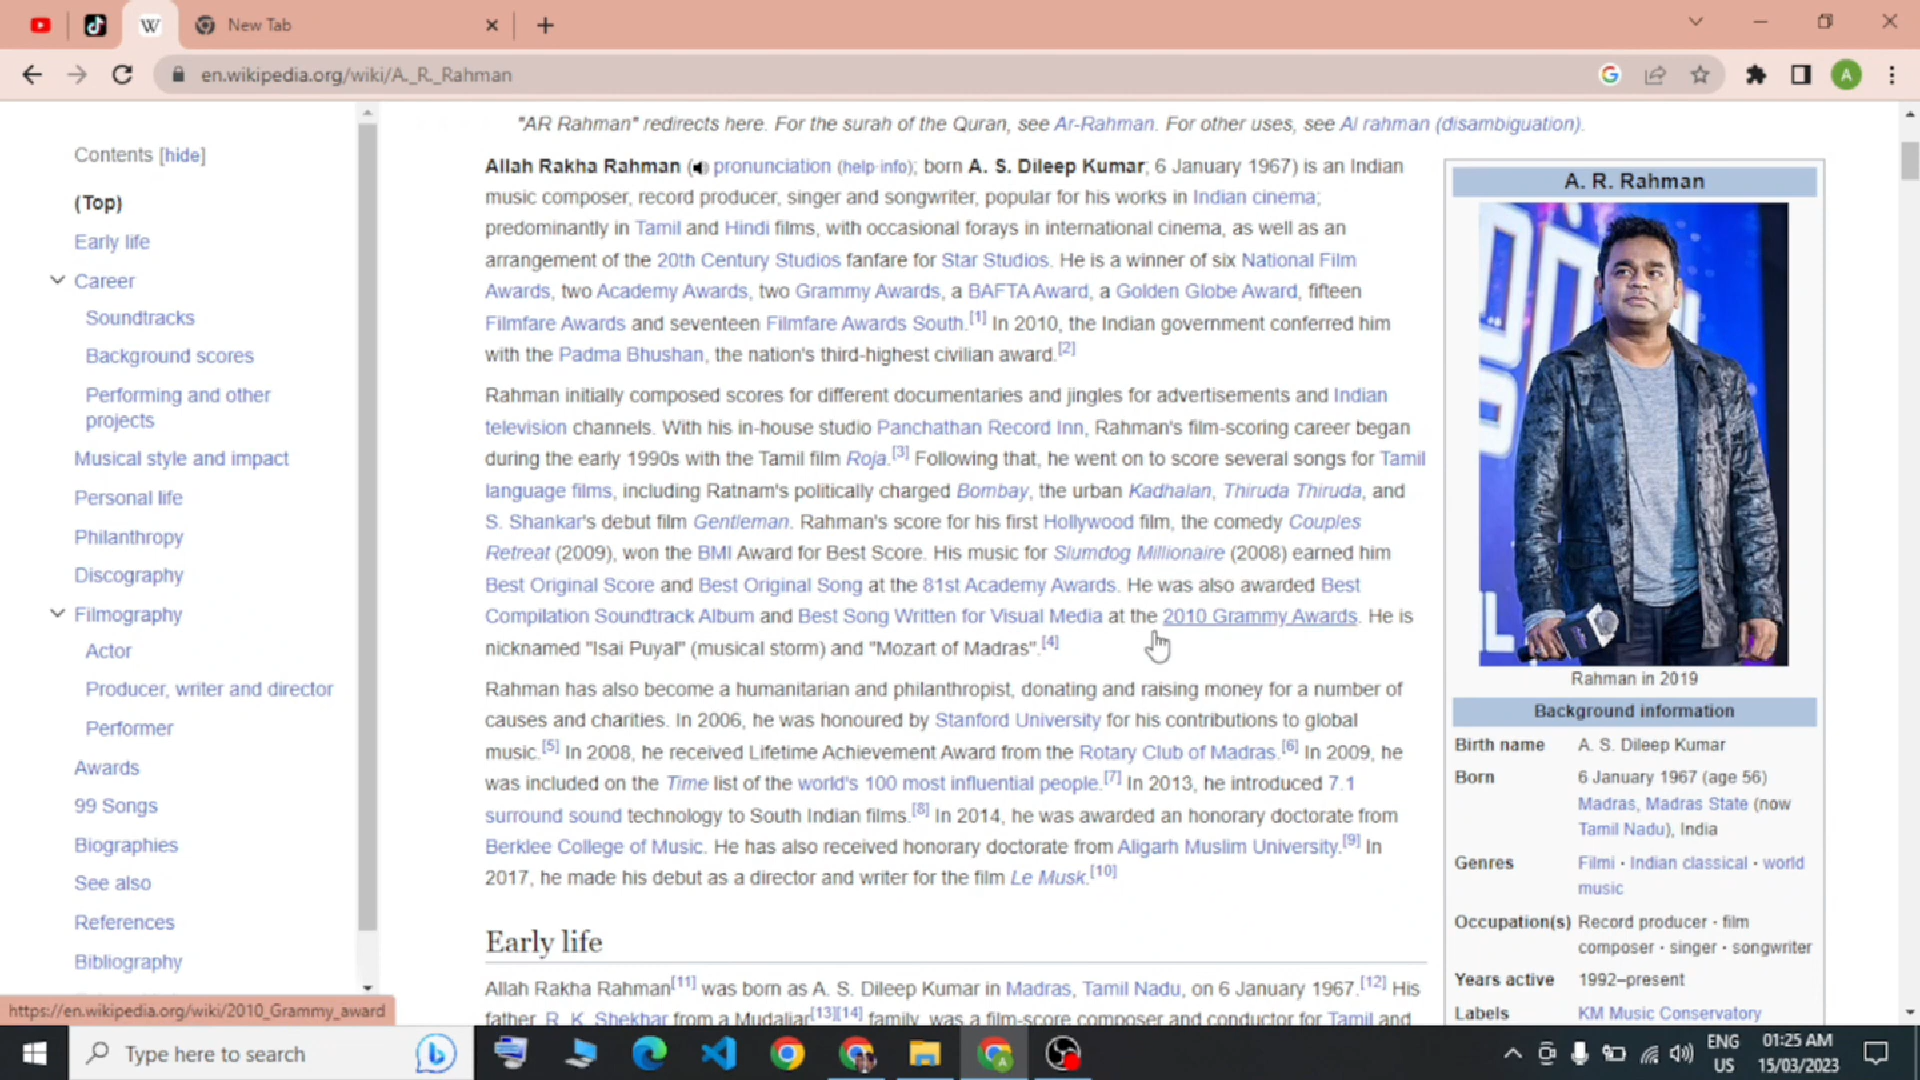 New Tab
en.wikipedia.org/wiki/A._R._Rahman
A
Contents [hide]
(Top)
Early life
Career
Soundtracks
Background scores
Performing and other
projects
Musical style and impact
Personal life
Philanthropy
Discography
Filmography
Actor
Producer, writer and director
Performer
Awards
99 Songs
Biographies
See also
References
Bibliography
https://en.wikipedia.org/wiki/2010_Grammy_award
"AR Rahman" redirects here. For the surah of the Quran, see Ar-Rahman. For other uses, see Al rahman (disambiguation).
Allah Rakha Rahman ( pronunciation (help·info); born A. S. Dileep Kumar; 6 January 1967) is an Indian
music composer, record producer, singer and songwriter, popular for his works in Indian cinema;
predominantly in Tamil and Hindi films, with occasional forays in international cinema, as well as an
arrangement of the 20th Century Studios fanfare for Star Studios. He is a winner of six National Film
Awards, two Academy Awards, two Grammy Awards, a BAFTA Award, a Golden Globe Award, fifteen
Filmfare Awards and seventeen Filmfare Awards South.[1] In 2010, the Indian government conferred him
with the Padma Bhushan, the nation's third-highest civilian award.[2]
Rahman initially composed scores for different documentaries and jingles for advertisements and Indian
television channels. With his in-house studio Panchathan Record Inn, Rahman's film-scoring career began
during the early 1990s with the Tamil film Roja.[3] Following that, he went on to score several songs for Tamil
language films, including Ratnam's politically charged Bombay, the urban Kadhalan, Thiruda Thiruda, and
S. Shankar's debut film Gentleman. Rahman's score for his first Hollywood film, the comedy Couples
Retreat (2009), won the BMI Award for Best Score. His music for Slumdog Millionaire (2008) earned him
Best Original Score and Best Original Song at the 81st Academy Awards. He was also awarded Best
Compilation Soundtrack Album and Best Song Written for Visual Media at the 2010 Grammy Awards. He is
nicknamed "Isai Puyal" (musical storm) and "Mozart of Madras".[4]
Rahman has also become a humanitarian and philanthropist, donating and raising money for a number of
causes and charities. In 2006, he was honoured by Stanford University for his contributions to global
music.[5] In 2008, he received Lifetime Achievement Award from the Rotary Club of Madras.[6] In 2009, he
was included on the Time list of the world's 100 most influential people.[7] In 2013, he introduced 7.1
surround sound technology to South Indian films.[8] In 2014, he was awarded an honorary doctorate from
Berklee College of Music. He has also received honorary doctorate from Aligarh Muslim University.[9] In
2017, he made his debut as a director and writer for the film Le Musk.[10]
Early life
Allah Rakha Rahman[11] was born as A. S. Dileep Kumar in Madras, Tamil Nadu, on 6 January 1967.[12] His
father, R. K. Shekhar from a Mudaliar[13][14] family, was a film-score composer and conductor for Tamil and
A. R. Rahman
Rahman in 2019
Background information
Birth name A. S. Dileep Kumar
Born 6 January 1967 (age 56)
Madras, Madras State (now
Tamil Nadu), India
Genres Filmi · Indian classical · world
music
Occupation(s) Record producer · film
composer · singer · songwriter
Years active 1992–present
Labels KM Music Conservatory
Type here to search
ENG
US
01:25 AM
15/03/2023